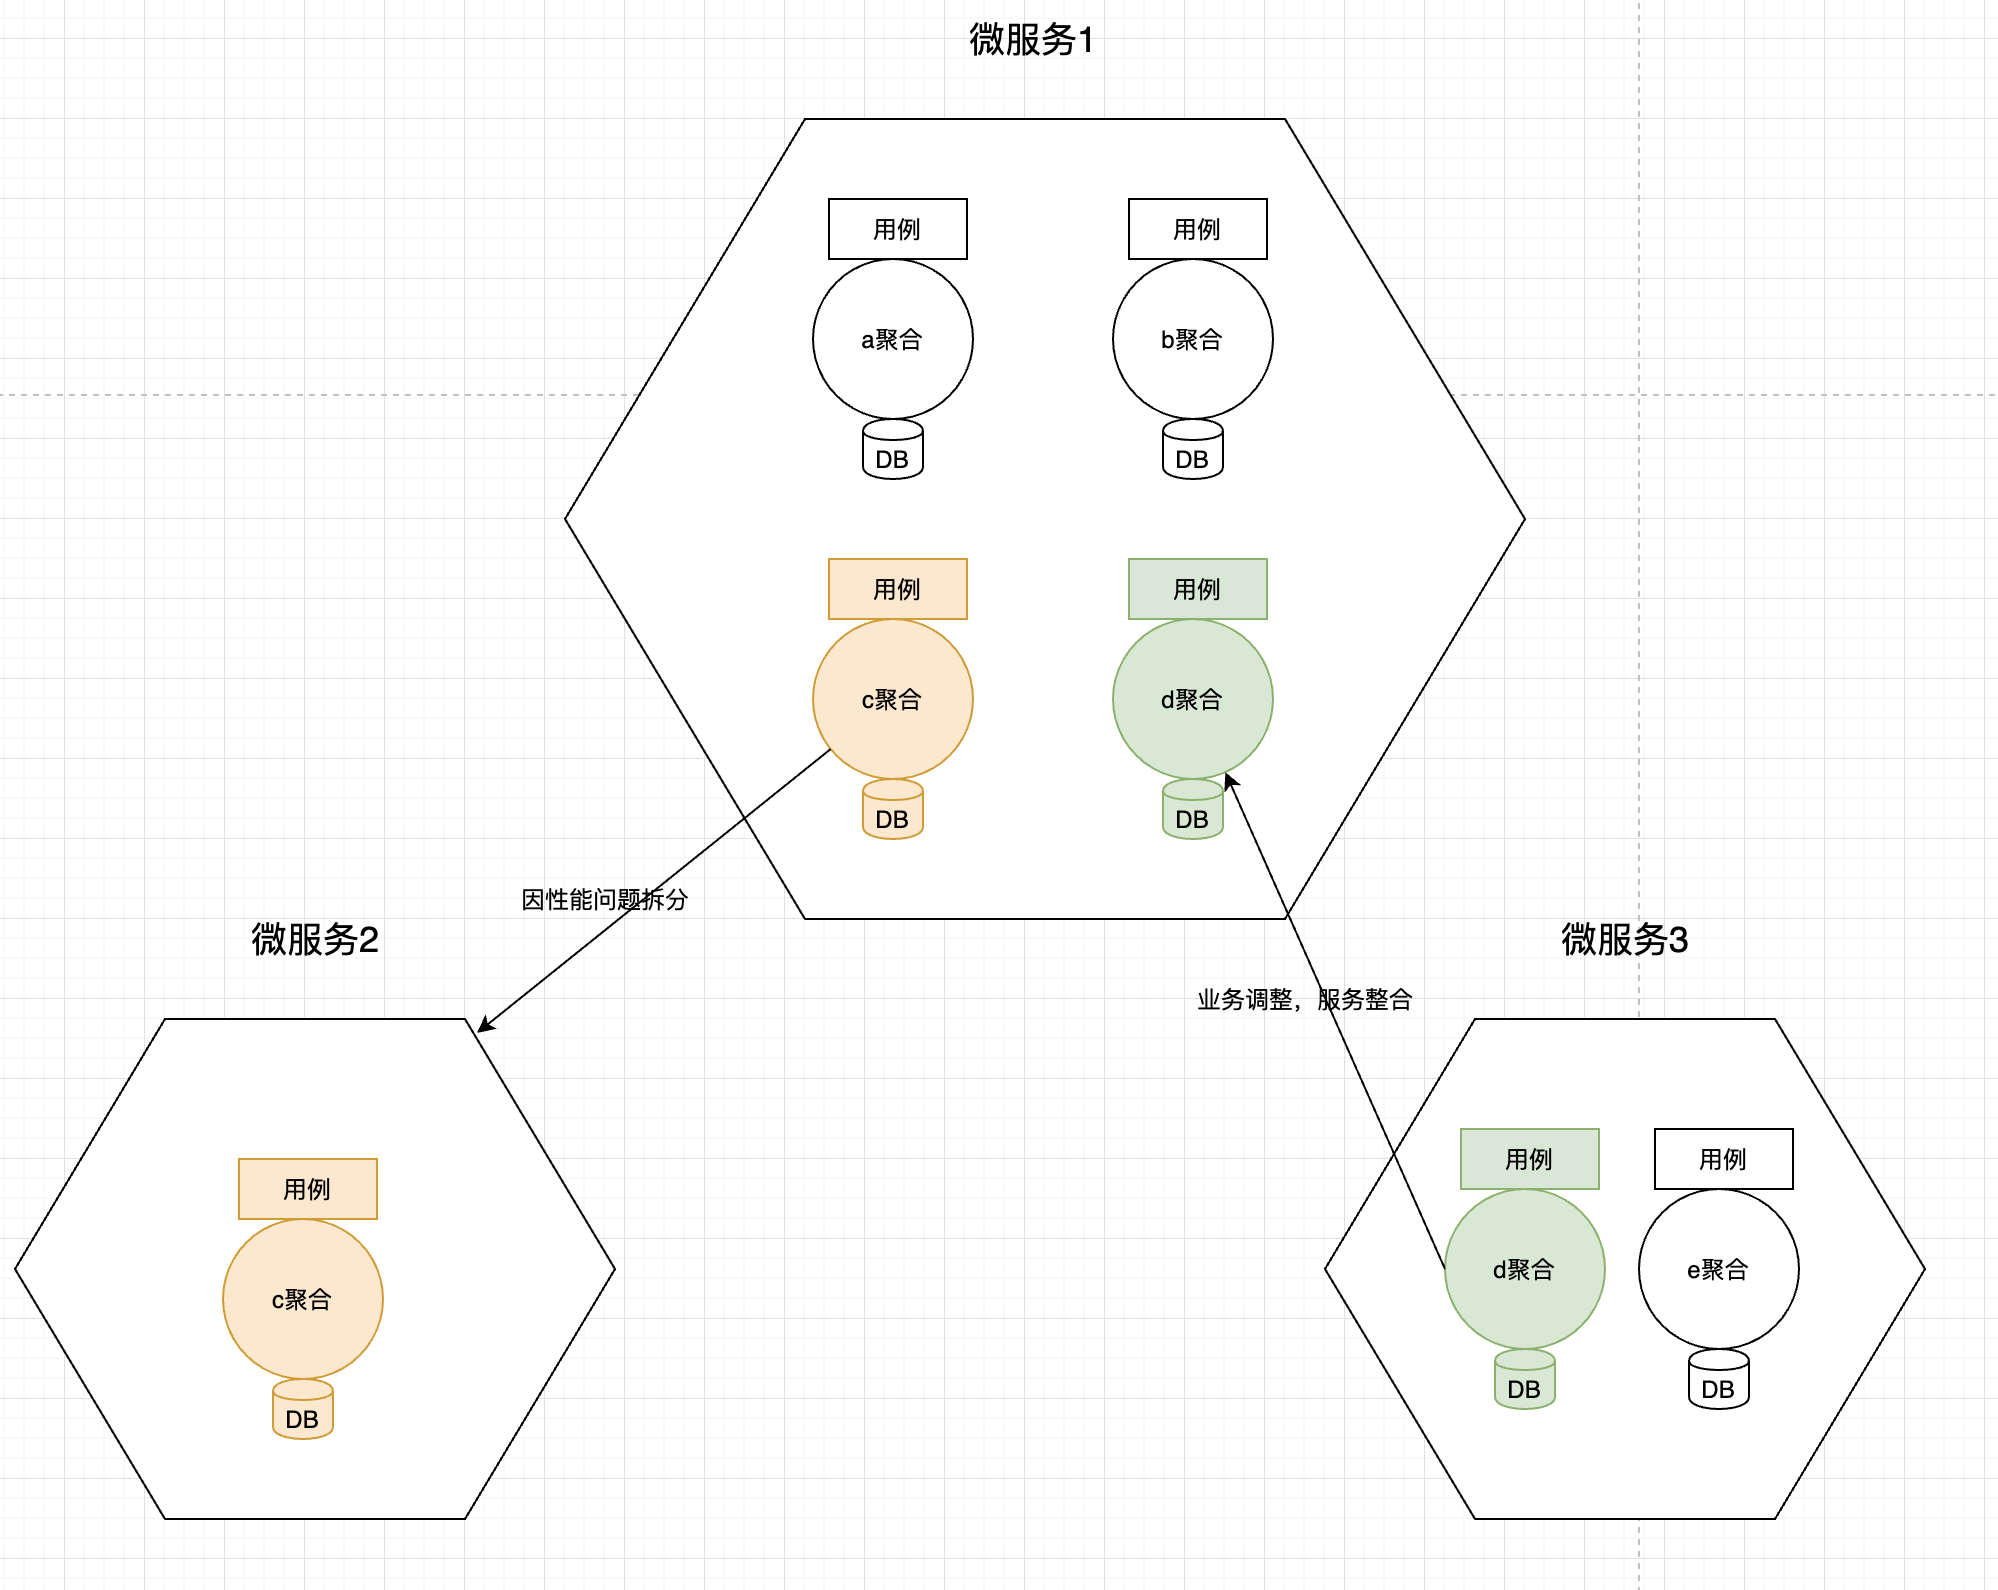 微服务1
用例
用例
a聚合
b聚合
DB
DB
用例
用例
c聚合
d聚合
DB
DB
因性能问题拆分
微服务2
微服务3
业务调整，服务整合
用例
用例
用例
d聚合
e聚合
c聚合
DB
DB
DB